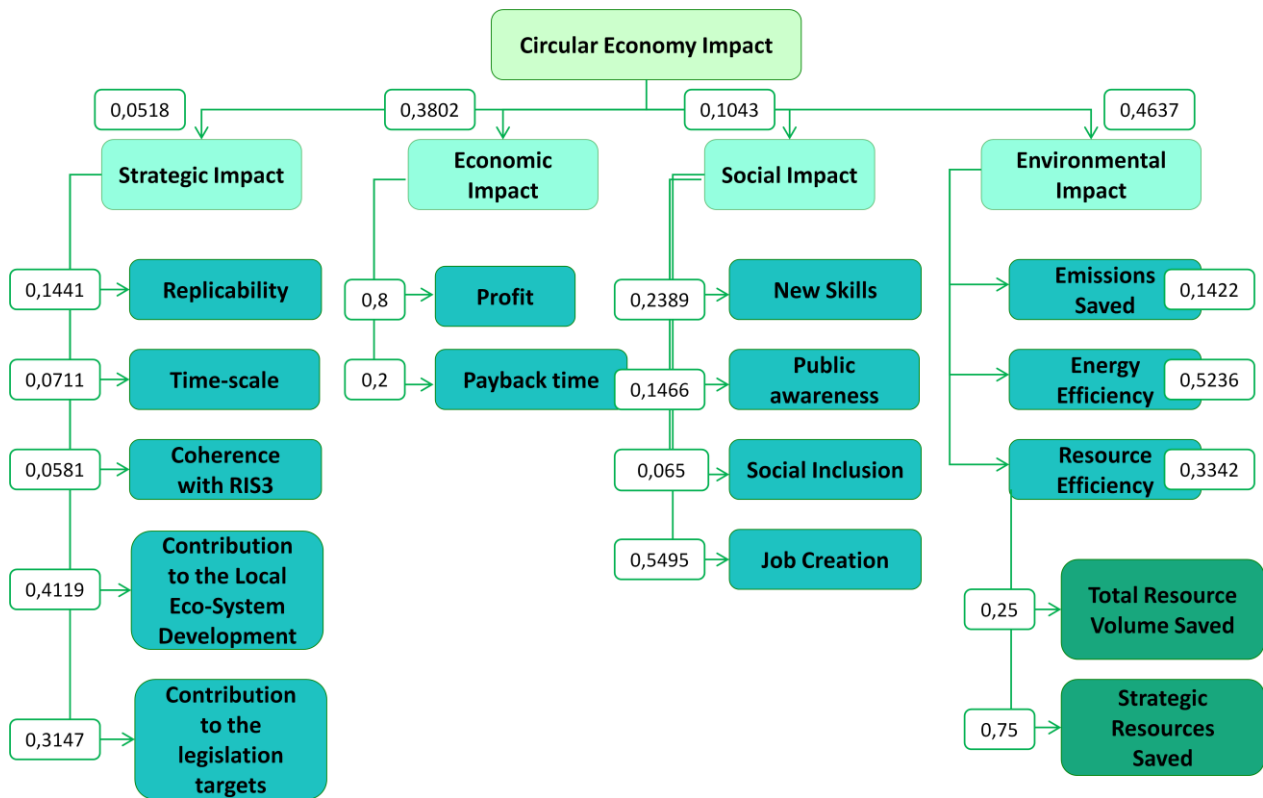 Circular Economy Impact
0,0518
0,3802
0,1043
0,4637
Strategic Impact
Economic
Impact
Social Impact
Environmental
Impact
0,1441
Replicability
0,0711
Time-scale
0,0581
Coherence
with RIS3
0,4119
Contribution
to the Local
Eco-System
Development
0,3147
Contribution
to the
legislation
targets
0,8
Profit
0,2
Payback time
0,2389
New Skills
0,1466
Public
awareness
0,065
Social Inclusion
0,5495
Job Creation
Emissions
Saved
0,1422
Energy
Efficiency
0,5236
Resource
Efficiency
0,3342
0,25
Total Resource
Volume Saved
0,75
Strategic
Resources
Saved